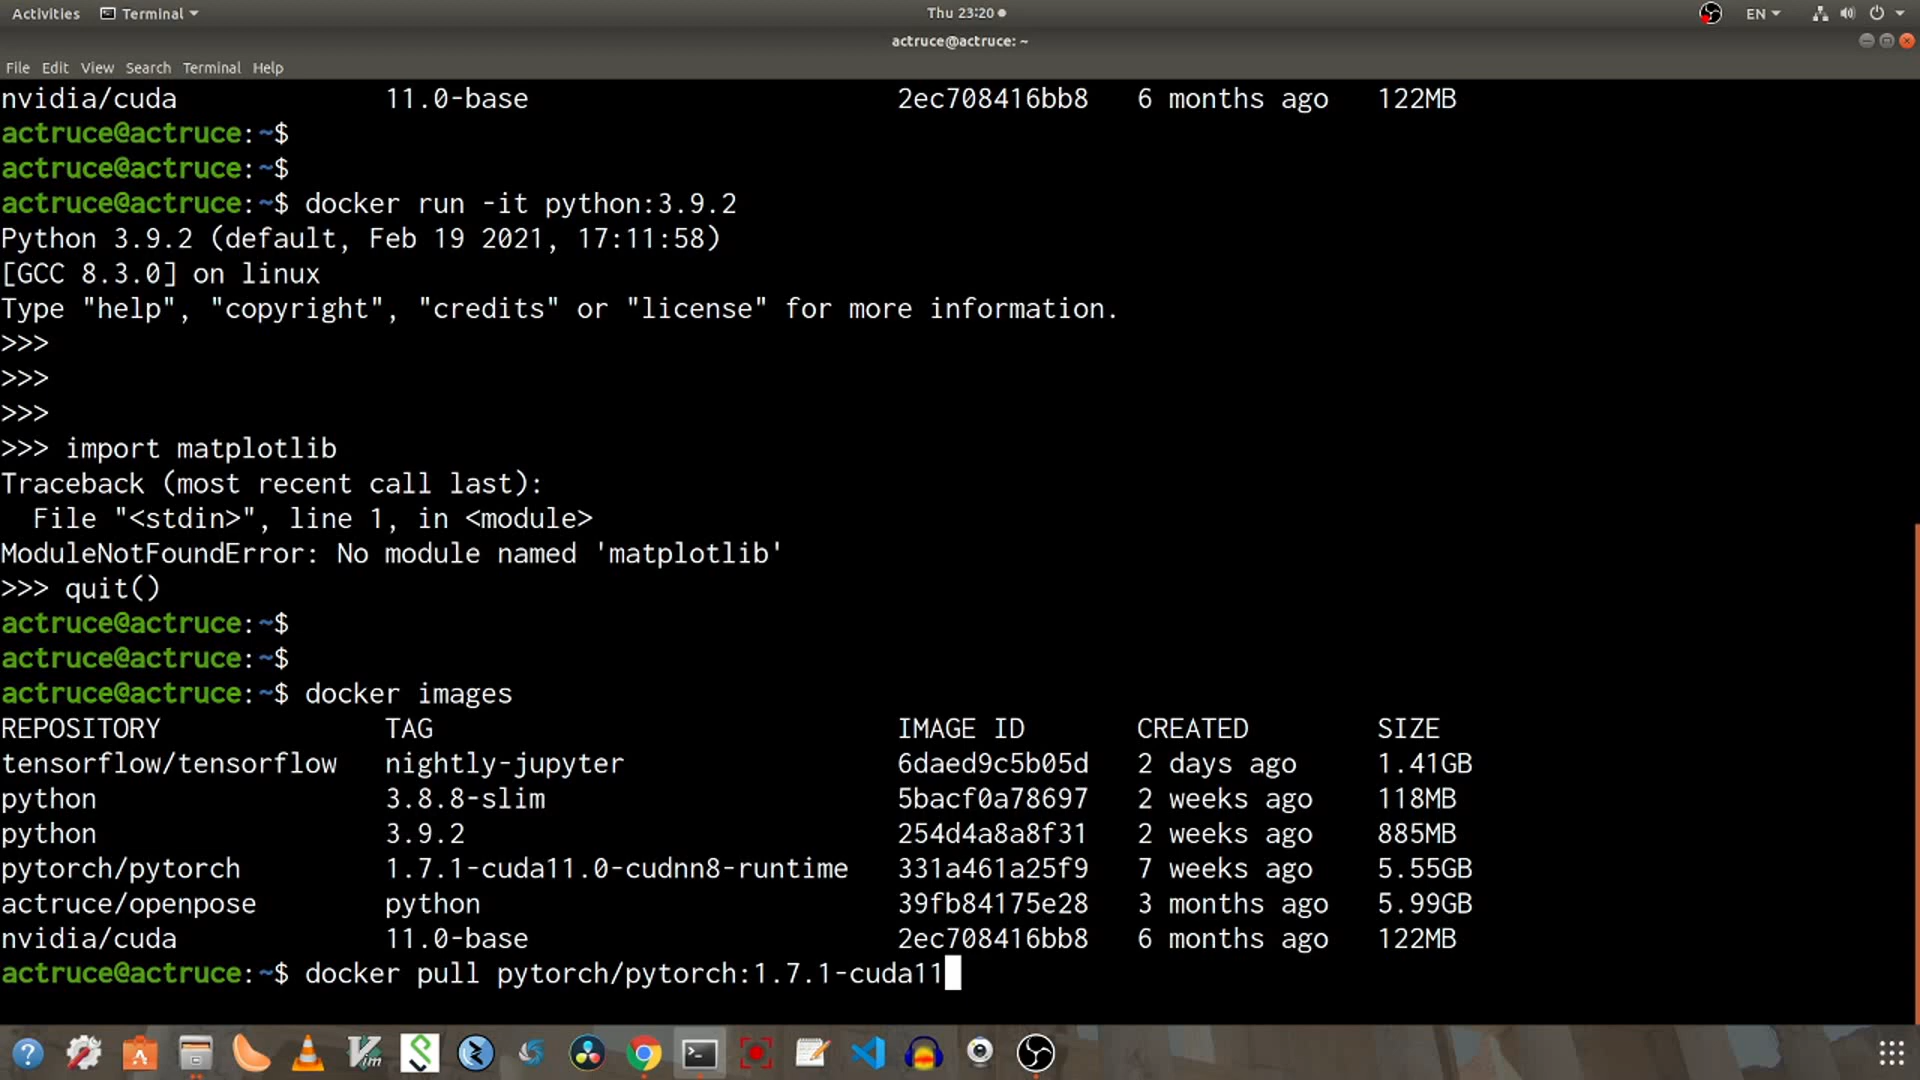 Activities Terminal Thu 23:20 EN
actruce@actruce: ~
File Edit View Search Terminal Help
nvidia/cuda 11.0-base 2ec708416bb8 6 months ago 122MB
actruce@actruce:~$
actruce@actruce:~$
actruce@actruce:~$ docker run -it python:3.9.2
Python 3.9.2 (default, Feb 19 2021, 17:11:58)
[GCC 8.3.0] on linux
Type "help", "copyright", "credits" or "license" for more information.
>>>
>>>
>>>
>>> import matplotlib
Traceback (most recent call last):
  File "<stdin>", line 1, in <module>
ModuleNotFoundError: No module named 'matplotlib'
>>> quit()
actruce@actruce:~$
actruce@actruce:~$
actruce@actruce:~$ docker images
REPOSITORY TAG IMAGE ID CREATED SIZE
tensorflow/tensorflow nightly-jupyter 6daed9c5b05d 2 days ago 1.41GB
python 3.8.8-slim 5bacf0a78697 2 weeks ago 118MB
python 3.9.2 254d4a8a8f31 2 weeks ago 885MB
pytorch/pytorch 1.7.1-cuda11.0-cudnn8-runtime 331a461a25f9 7 weeks ago 5.55GB
actruce/openpose python 39fb84175e28 3 months ago 5.99GB
nvidia/cuda 11.0-base 2ec708416bb8 6 months ago 122MB
actruce@actruce:~$ docker pull pytorch/pytorch:1.7.1-cuda11